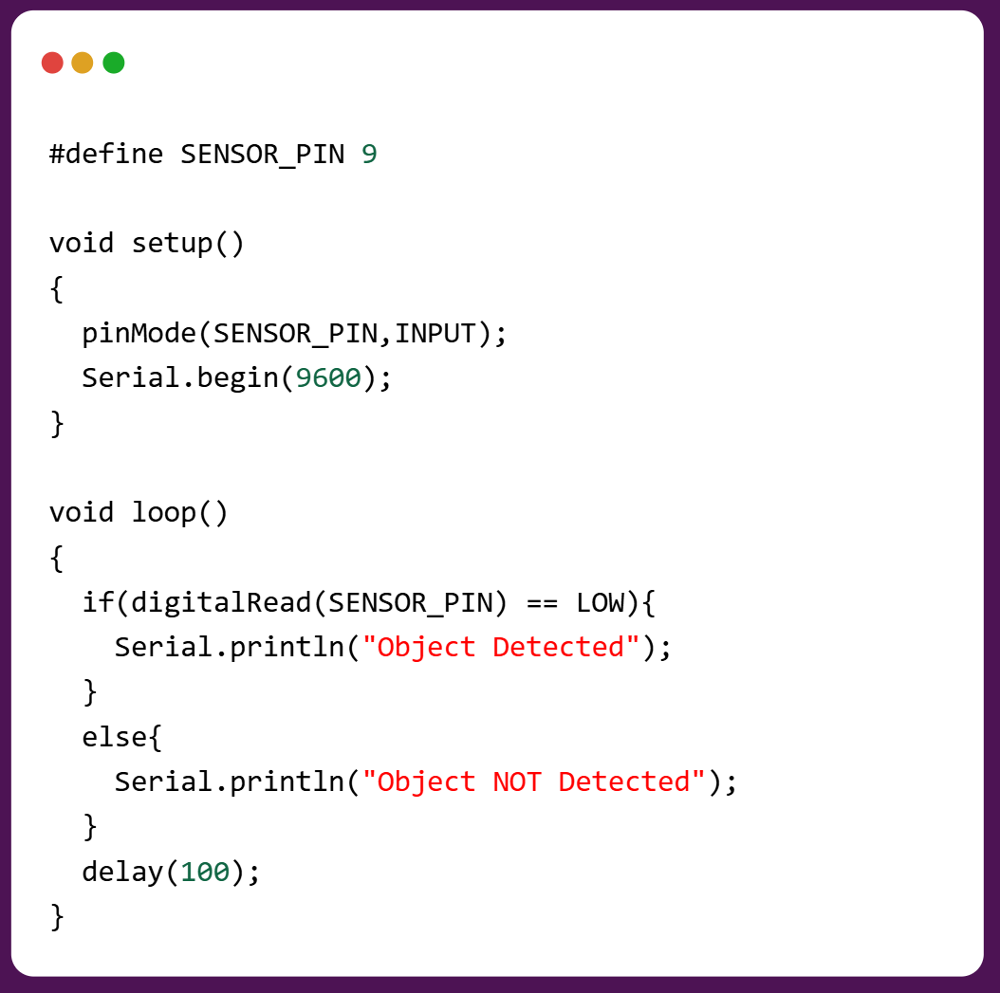 #define SENSOR_PIN 9

void setup()
{
  pinMode(SENSOR_PIN,INPUT);
  Serial.begin(9600);
}

void loop()
{
  if(digitalRead(SENSOR_PIN) == LOW){
    Serial.println("Object Detected");
  }
  else{
    Serial.println("Object NOT Detected");
  }
  delay(100);
}